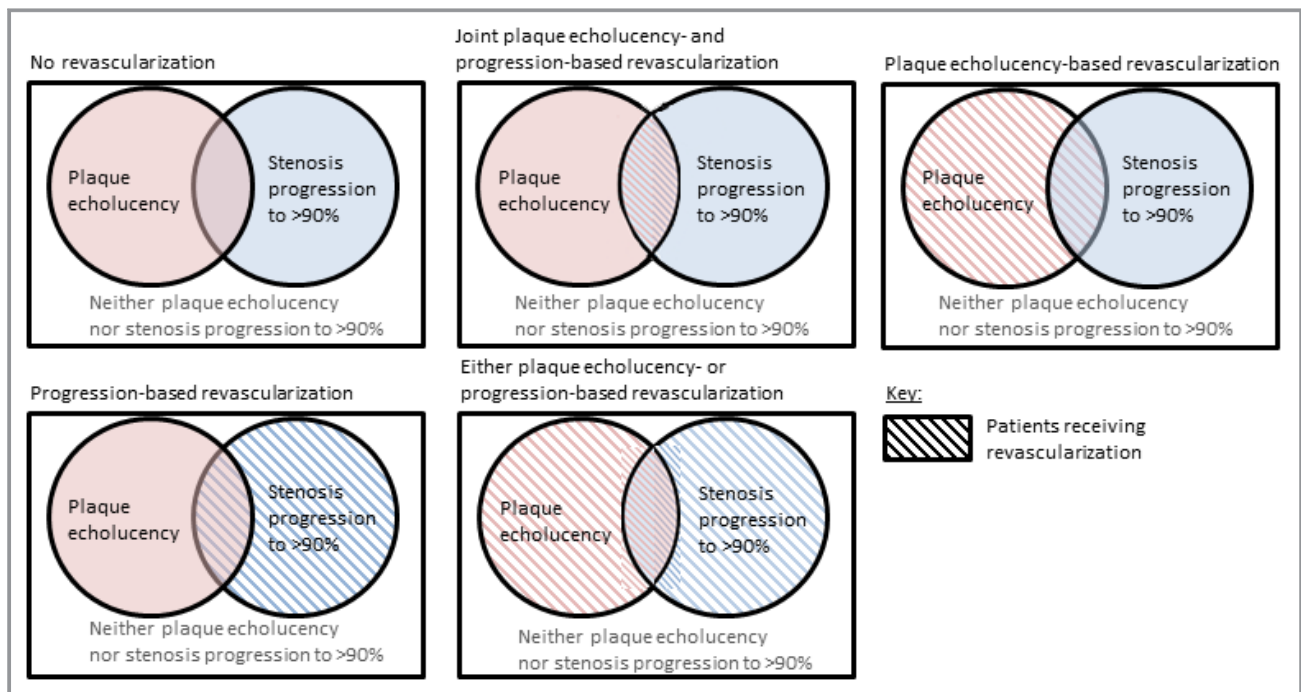 No revascularization
Plaque
echolucency
Stenosis
progression
to >90%
Neither plaque echolucency
nor stenosis progression to >90%
Joint plaque echolucency- and
progression-based revascularization
Plaque
echolucency
Stenosis
progression
to >90%
Neither plaque echolucency
nor stenosis progression to >90%
Plaque echolucency-based revascularization
Plaque
echolucency
Stenosis
progression
to >90%
Neither plaque echolucency
nor stenosis progression to >90%
Progression-based revascularization
Plaque
echolucency
Stenosis
progression
to >90%
Neither plaque echolucency
nor stenosis progression to >90%
Either plaque echolucency- or
progression-based revascularization
Plaque
echolucency
Stenosis
progression
to >90%
Neither plaque echolucency
nor stenosis progression to >90%
Key:
Patients receiving
revascularization